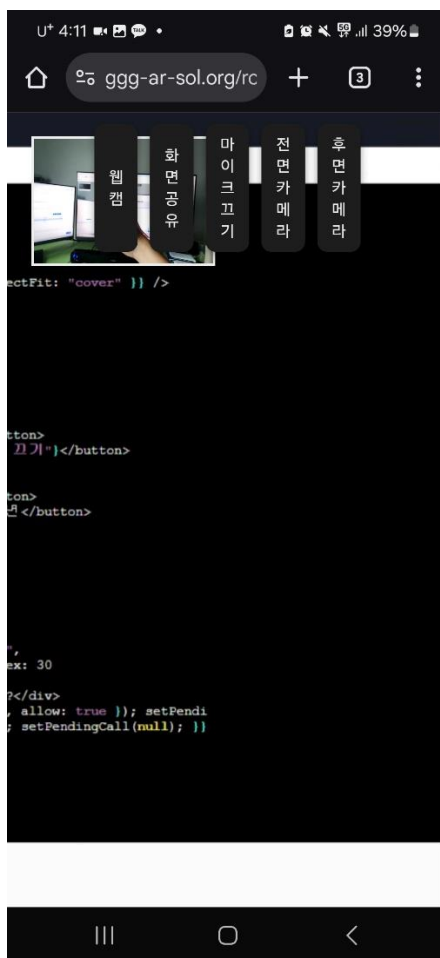 U+ 4:11
5G 39%
ggg-ar-sol.org/rc
3
웹캠
화면공유
마이크끄기
전면카메라
후면카메라
ectFit: "cover" }} />
tton>
끄기"}</button>
ton>
</button>
",
ex: 30
?</div>
, allow: true }); setPendi
; setPendingCall(null); }}